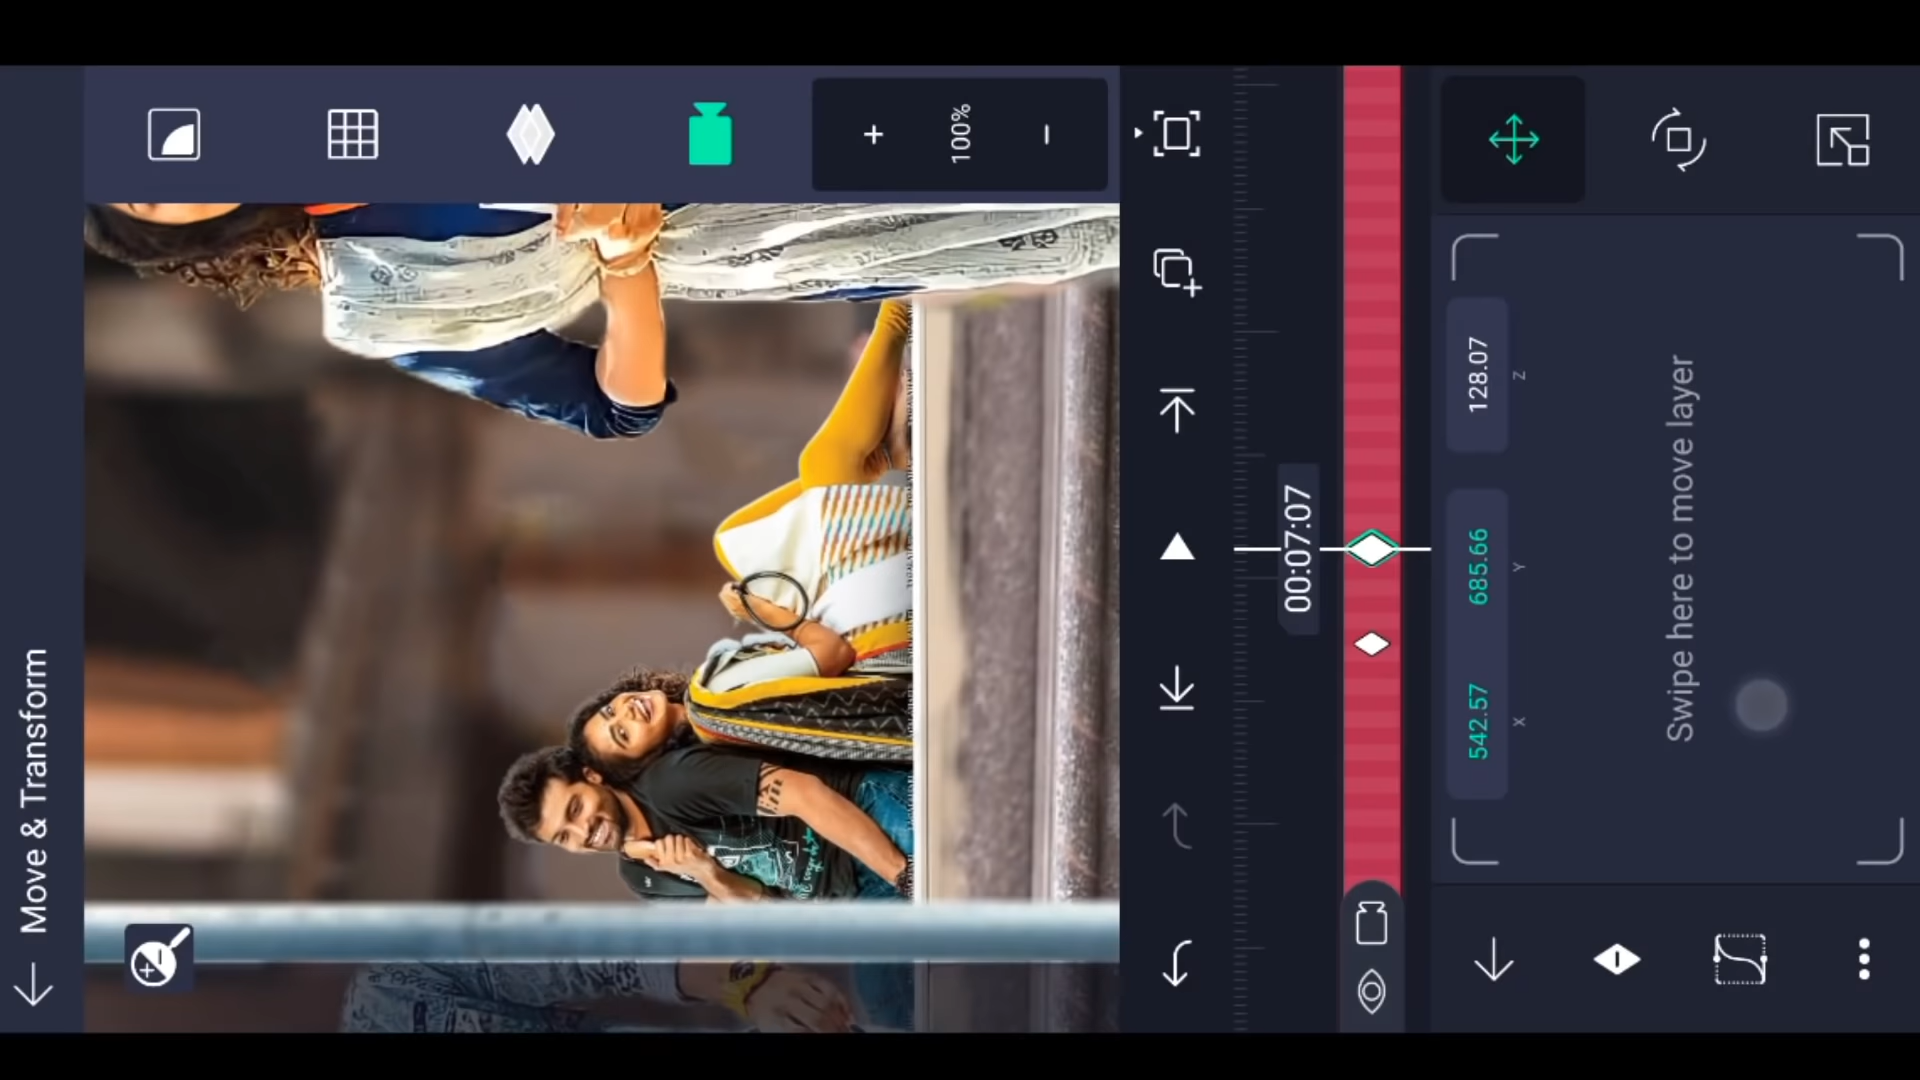 Move & Transform
+
100%
−
00:07:07
542.57
X
685.66
Y
128.07
Z
Swipe here to move layer